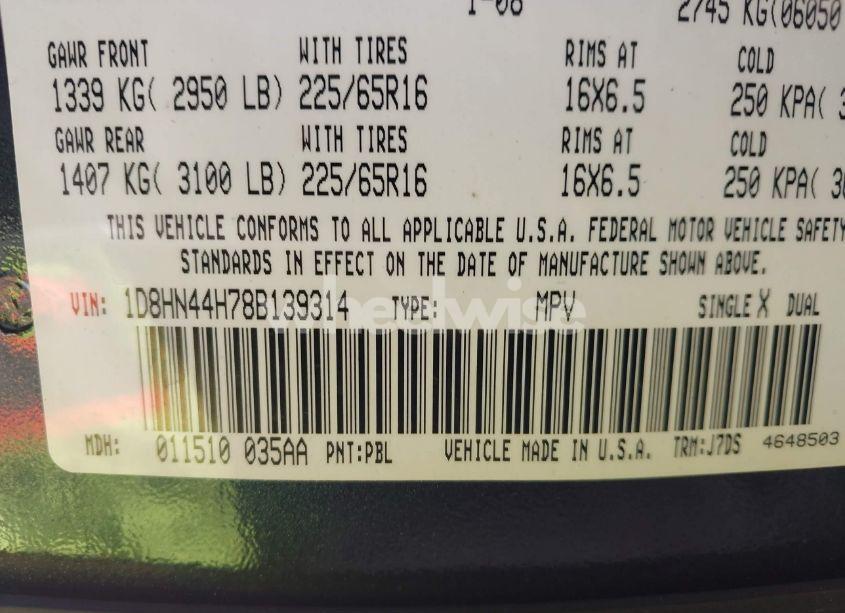 1-08 2745 KG(06050
GAWR FRONT WITH TIRES RIMS AT COLD
1339 KG( 2950 LB) 225/65R16 16X6.5 250 KPA( 3
GAWR REAR WITH TIRES RIMS AT COLD
1407 KG( 3100 LB) 225/65R16 16X6.5 250 KPA( 3
THIS VEHICLE CONFORMS TO ALL APPLICABLE U.S.A. FEDERAL MOTOR VEHICLE SAFETY
STANDARDS IN EFFECT ON THE DATE OF MANUFACTURE SHOWN ABOVE.
VIN: 1D8HN44H78B139314 TYPE: MPV SINGLE X DUAL
wheelwise
MDH: 011510 035AA PNT:PBL VEHICLE MADE IN U.S.A. TRM:J7DS 4648503